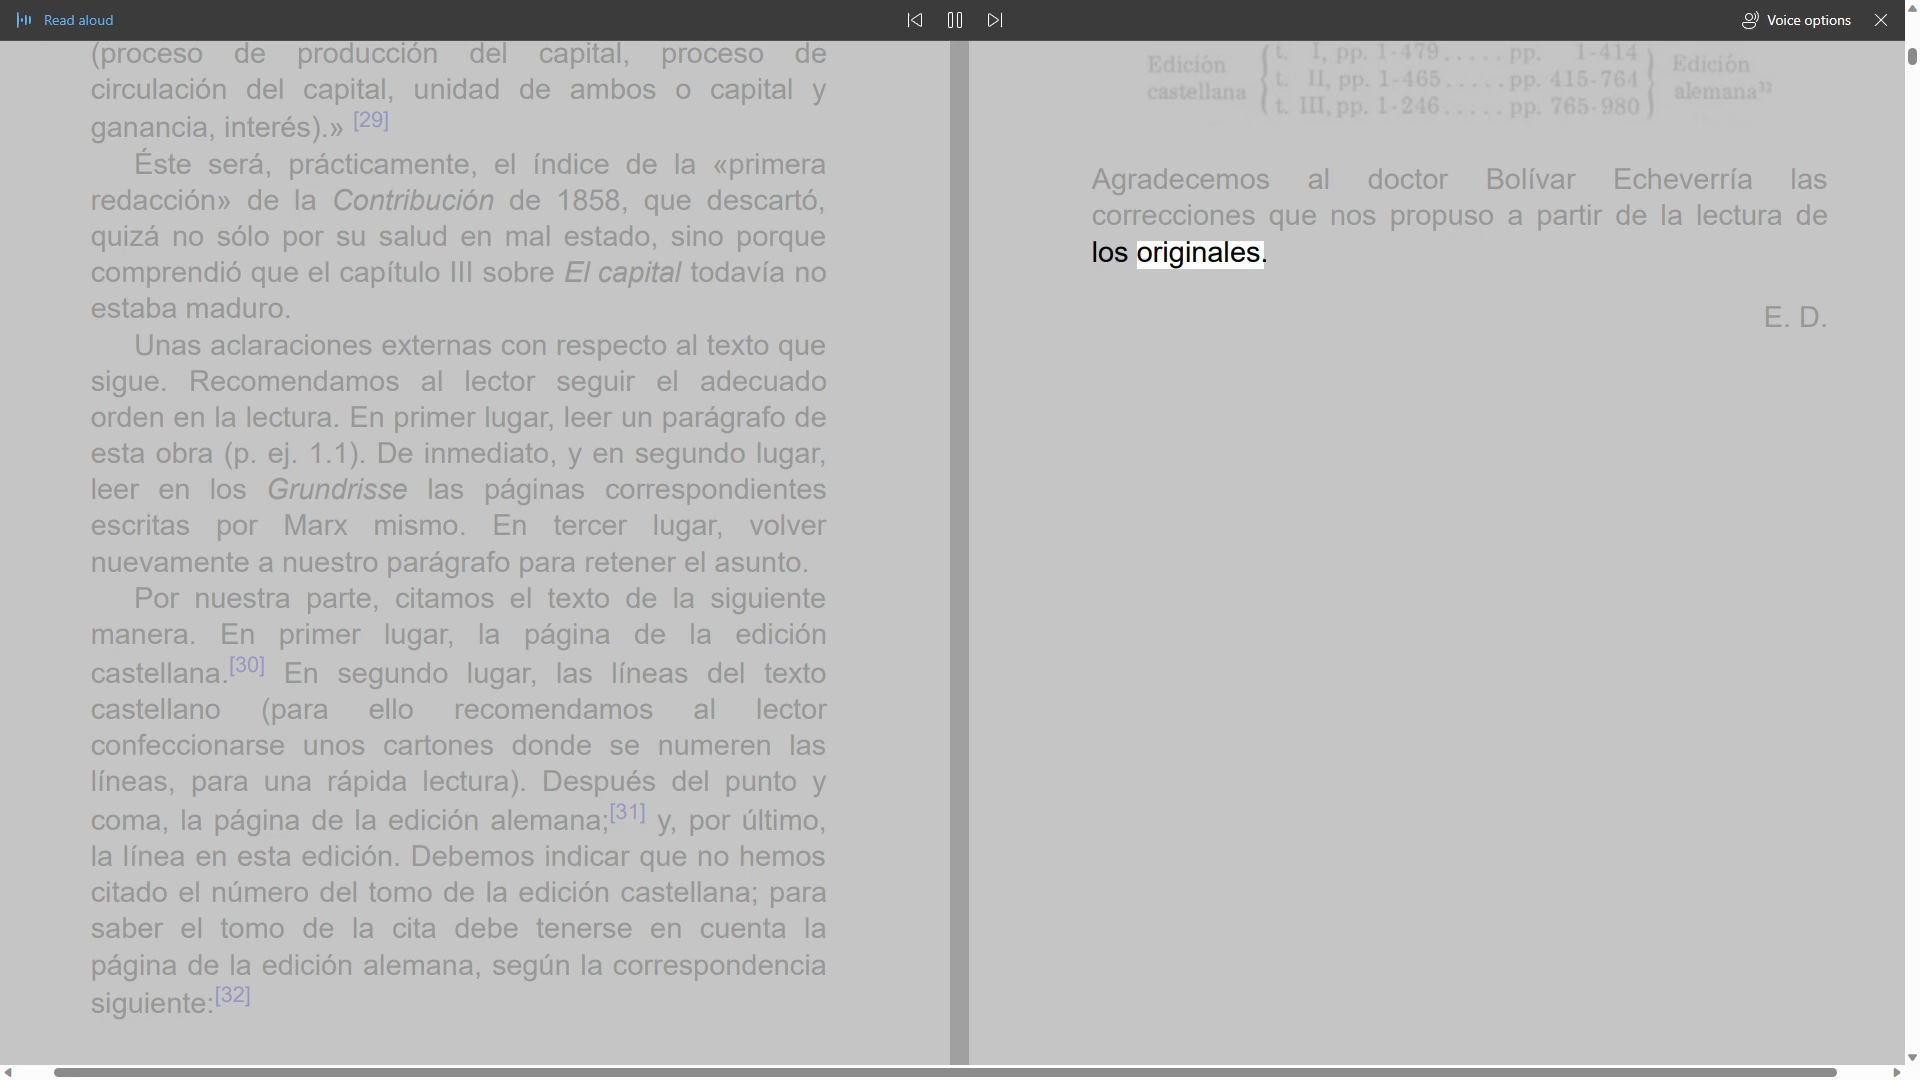 Read aloud
Voice options
(proceso de producción del capital, proceso de
circulación del capital, unidad de ambos o capital y
ganancia, interés).» [29]
Éste será, prácticamente, el índice de la «primera
redacción» de la Contribución de 1858, que descartó,
quizá no sólo por su salud en mal estado, sino porque
comprendió que el capítulo III sobre El capital todavía no
estaba maduro.
Unas aclaraciones externas con respecto al texto que
sigue. Recomendamos al lector seguir el adecuado
orden en la lectura. En primer lugar, leer un parágrafo de
esta obra (p. ej. 1.1). De inmediato, y en segundo lugar,
leer en los Grundrisse las páginas correspondientes
escritas por Marx mismo. En tercer lugar, volver
nuevamente a nuestro parágrafo para retener el asunto.
Por nuestra parte, citamos el texto de la siguiente
manera. En primer lugar, la página de la edición
castellana.[30] En segundo lugar, las líneas del texto
castellano (para ello recomendamos al lector
confeccionarse unos cartones donde se numeren las
líneas, para una rápida lectura). Después del punto y
coma, la página de la edición alemana;[31] y, por último,
la línea en esta edición. Debemos indicar que no hemos
citado el número del tomo de la edición castellana; para
saber el tomo de la cita debe tenerse en cuenta la
página de la edición alemana, según la correspondencia
siguiente:[32]
Edición castellana
t. I, pp. 1-479 ..... pp. 1-414
t. II, pp. 1-465 ..... pp. 415-764
t. III, pp. 1-246 ..... pp. 765-980
Edición alemana³²
Agradecemos al doctor Bolívar Echeverría las
correcciones que nos propuso a partir de la lectura de
los originales.
E. D.